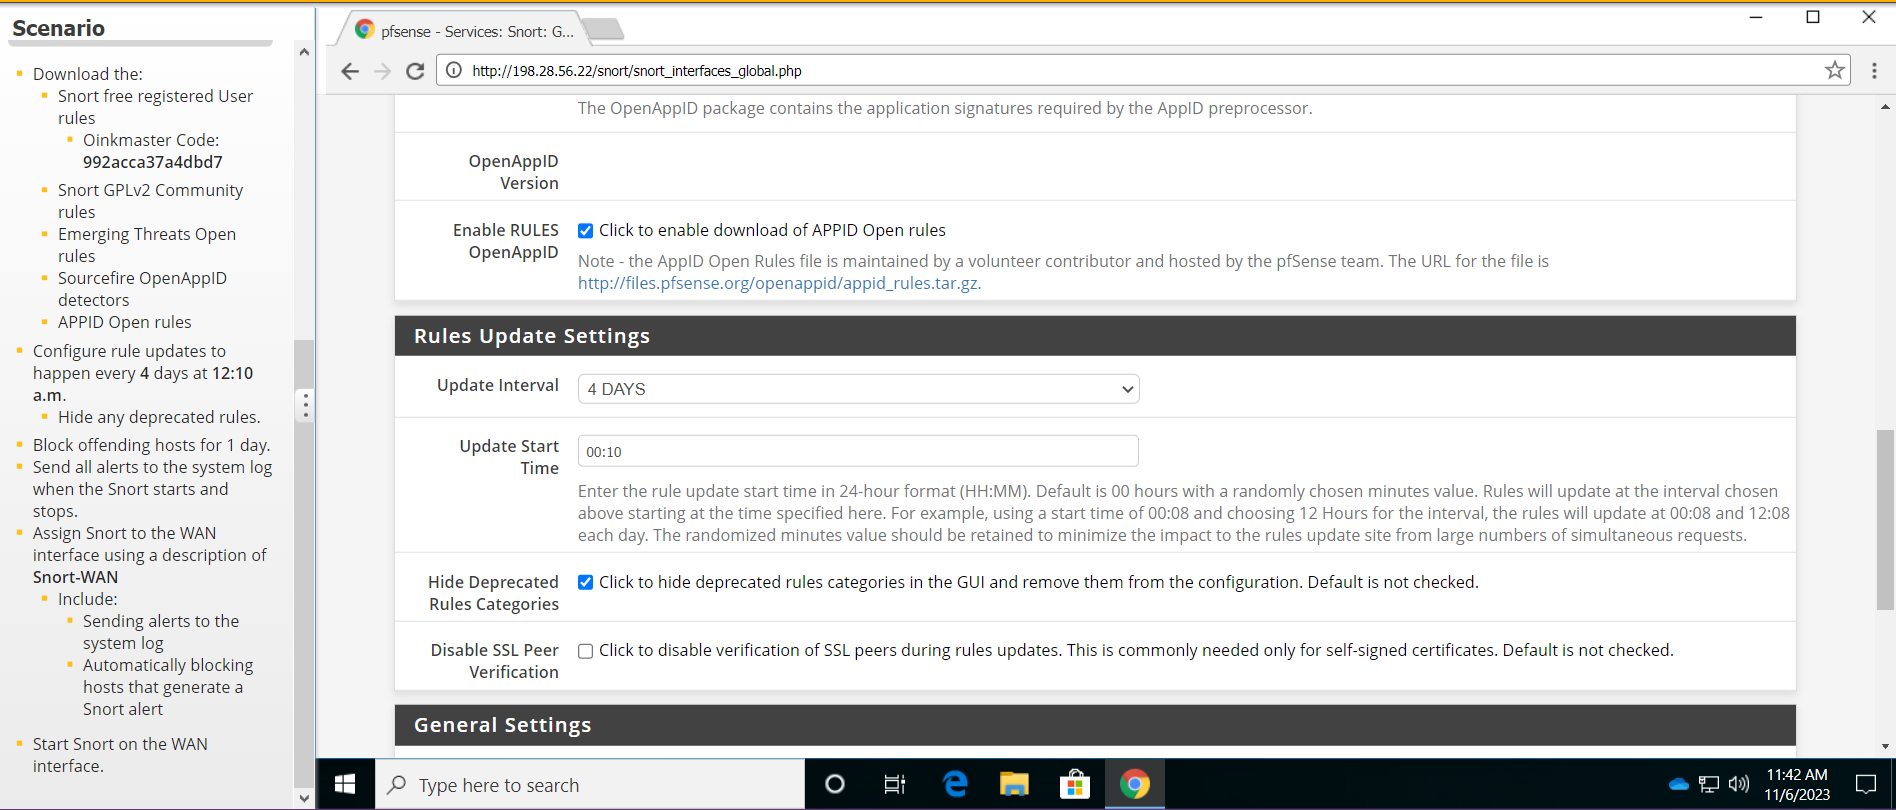 Scenario
Download the:
Snort free registered User
rules
Oinkmaster Code:
992acca37a4dbd7
Snort GPLv2 Community
rules
Emerging Threats Open
rules
Sourcefire OpenAppID
detectors
APPID Open rules
Configure rule updates to
happen every 4 days at 12:10
a.m.
Hide any deprecated rules.
Block offending hosts for 1 day.
Send all alerts to the system log
when the Snort starts and
stops.
Assign Snort to the WAN
interface using a description of
Snort-WAN
Include:
Sending alerts to the
system log
Automatically blocking
hosts that generate a
Snort alert
Start Snort on the WAN
interface.
pfsense - Services: Snort: G...
http://198.28.56.22/snort/snort_interfaces_global.php
The OpenAppID package contains the application signatures required by the AppID preprocessor.
OpenAppID
Version
Enable RULES
OpenAppID
Click to enable download of APPID Open rules
Note - the AppID Open Rules file is maintained by a volunteer contributor and hosted by the pfSense team. The URL for the file is
http://files.pfsense.org/openappid/appid_rules.tar.gz.
Rules Update Settings
Update Interval
4 DAYS
Update Start
Time
00:10
Enter the rule update start time in 24-hour format (HH:MM). Default is 00 hours with a randomly chosen minutes value. Rules will update at the interval chosen
above starting at the time specified here. For example, using a start time of 00:08 and choosing 12 Hours for the interval, the rules will update at 00:08 and 12:08
each day. The randomized minutes value should be retained to minimize the impact to the rules update site from large numbers of simultaneous requests.
Hide Deprecated
Rules Categories
Click to hide deprecated rules categories in the GUI and remove them from the configuration. Default is not checked.
Disable SSL Peer
Verification
Click to disable verification of SSL peers during rules updates. This is commonly needed only for self-signed certificates. Default is not checked.
General Settings
Type here to search
11:42 AM
11/6/2023